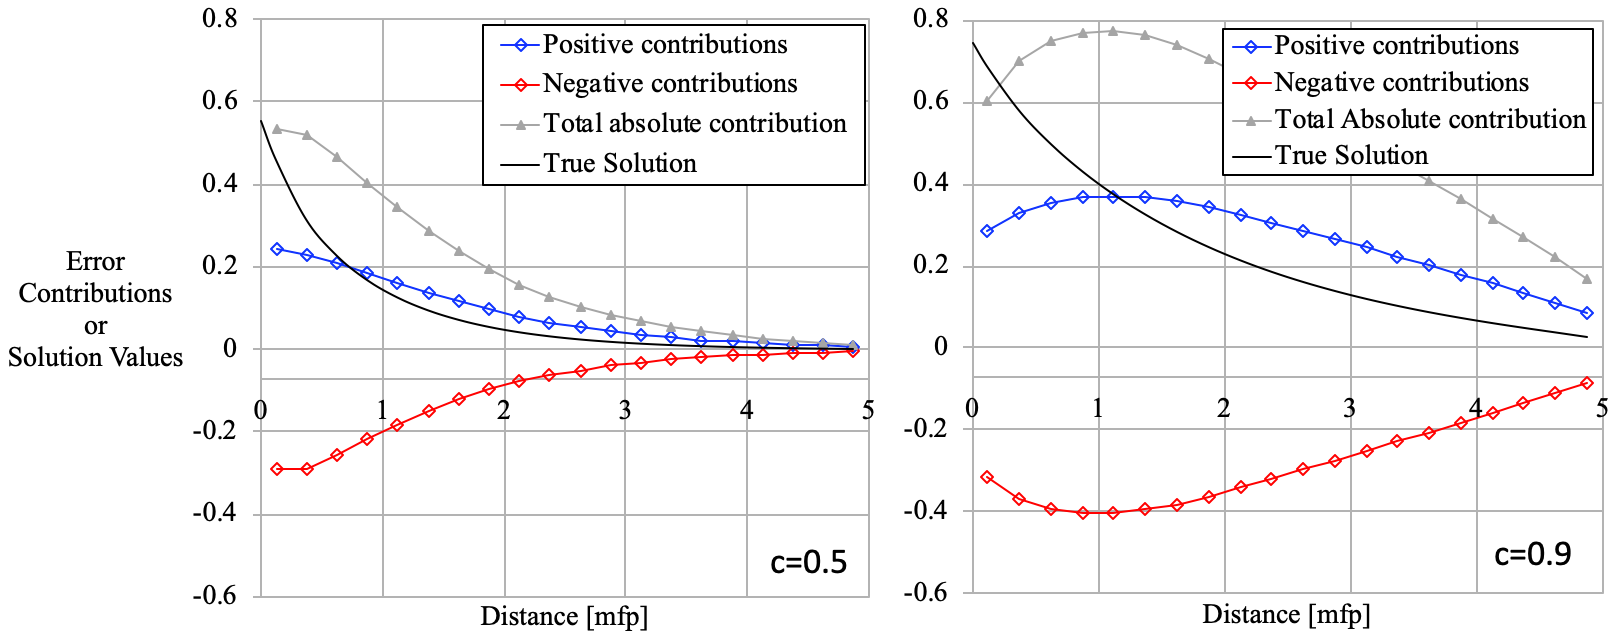 Error
Contributions
or
Solution Values
0.8
0.6
0.4
0.2
0
-0.2
-0.4
-0.6
0 1 2 3 4 5
Positive contributions
Negative contributions
Total absolute contribution
True Solution
c=0.5
Distance [mfp]
0.8
0.6
0.4
0.2
0
-0.2
-0.4
-0.6
0 1 2 3 4 5
Positive contributions
Negative contributions
Total Absolute contribution
True Solution
c=0.9
Distance [mfp]